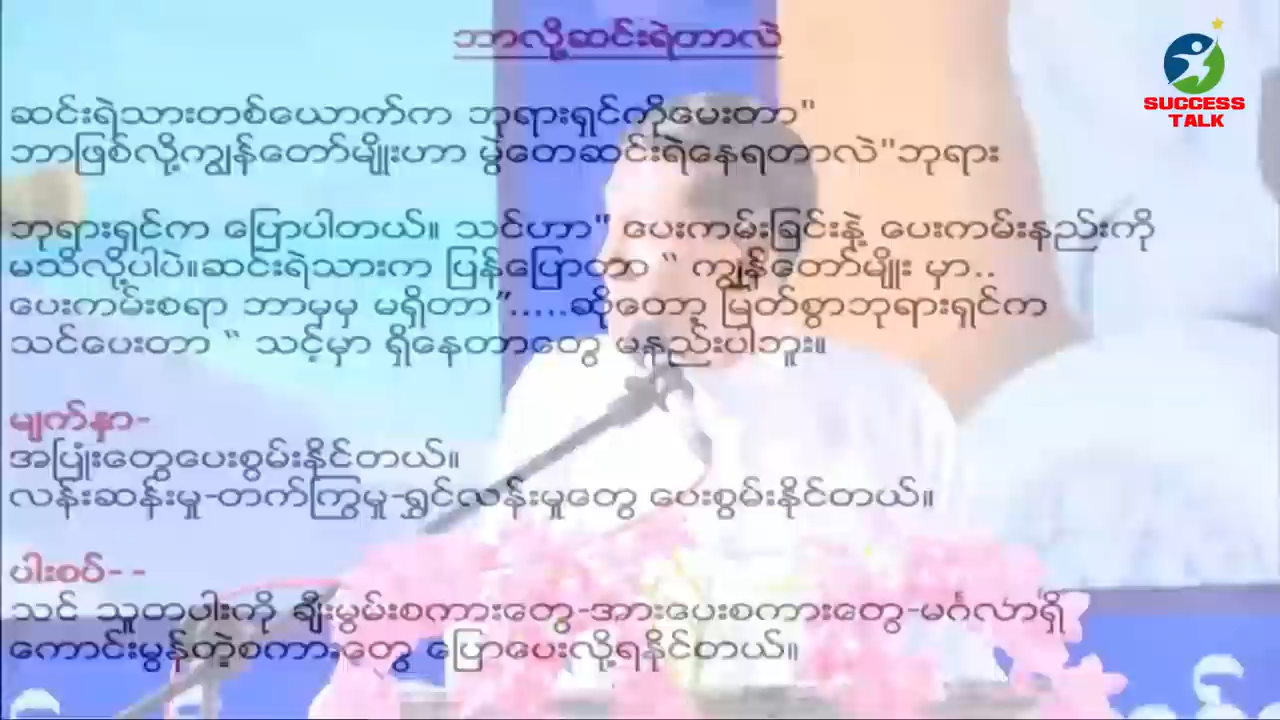 ဘာလို့ဆင်းရဲတာလဲ
SUCCESS
TALK
ဆင်းရဲသားတစ်ယောက်က ဘုရားရှင်ကိုမေးတာ"
ဘာဖြစ်လို့ကျွန်တော်မျိုးဟာ မွဲတေဆင်းရဲနေရတာလဲ"ဘုရား
ဘုရားရှင်က ပြောပါတယ်။ သင်ဟာ" ပေးကမ်းခြင်းနဲ့ ပေးကမ်းနည်းကို
မသိလို့ပါပဲ။ဆင်းရဲသားက ပြန်ပြောတာ “ ကျွန်တော်မျိုး မှာ..
ပေးကမ်းစရာ ဘာမှမှ မရှိတာ".....ဆိုတော့ မြတ်စွာဘုရားရှင်က
သင်ပေးတာ “ သင့်မှာ ရှိနေတာတွေ မနည်းပါဘူး။
မျက်နှာ-
အပြုံးတွေပေးစွမ်းနိုင်တယ်။
လန်းဆန်းမှု-တက်ကြွမှု-ရွှင်လန်းမှုတွေ ပေးစွမ်းနိုင်တယ်။
ပါးစပ်- -
သင် သူတပါးကို ချီးမွမ်းစကားတွေ-အားပေးစကားတွေ-မင်္ဂလာရှိ
ကောင်းမွန်တဲ့စကားတွေ ပြောပေးလို့ရနိုင်တယ်။